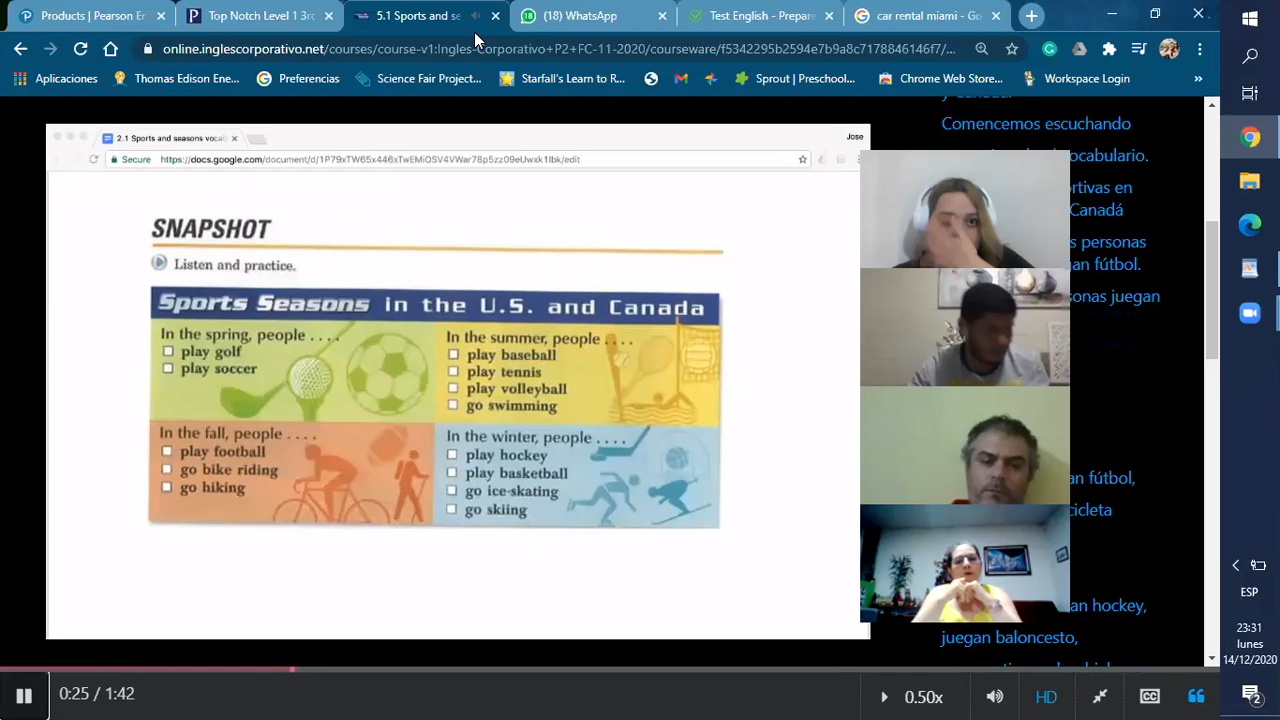 Products | Pearson Er
Top Notch Level 1 3rd
5.1 Sports and se
(18) WhatsApp
Test English - Prepare
car rental miami - Go
online.inglescorporativo.net/courses/course-v1:Ingles-Corporativo+P2+FC-11-2020/courseware/f5342295b2594e7b9a8c7178846146f7/...
Aplicaciones
Thomas Edison Ente...
Preferencias
Science Fair Project...
Starfall's Learn to R...
Sprout | Preschool...
Chrome Web Store...
Workspace Login
»
2.1 Sports and seasons vocab
Jose
Secure
https://docs.google.com/document/d/1P79xTW65x446xTwEMiOSV4VWar78p5zz09eUwxk1lbk/edit
SNAPSHOT
Listen and practice.
Sports Seasons in the U.S. and Canada
In the spring, people . . . .
play golf
play soccer
In the summer, people . . . .
play baseball
play tennis
play volleyball
go swimming
In the fall, people . . . .
play football
go bike riding
go hiking
In the winter, people . . . .
play hockey
play basketball
go ice-skating
go skiing
y Canadá.
Comencemos escuchando
ocabulario.
rtivas en
Canadá
s personas
an fútbol.
sonas juegan
an fútbol,
icleta
an hockey,
juegan baloncesto,
0:25 / 1:42
0.50x
HD
CC
ESP
23:31
lunes
14/12/2020
2